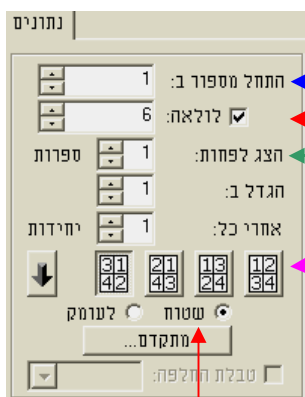 נתונים
התחל מספור ב: 1
לולאה: 6
הצג לפחות: 1 ספרות
הגדל ב: 1
אחרי כל: 1 יחידות
12 13 21 31
34 24 43 42
שטוח לעומק
מתקדם...
טבלת החלפה: